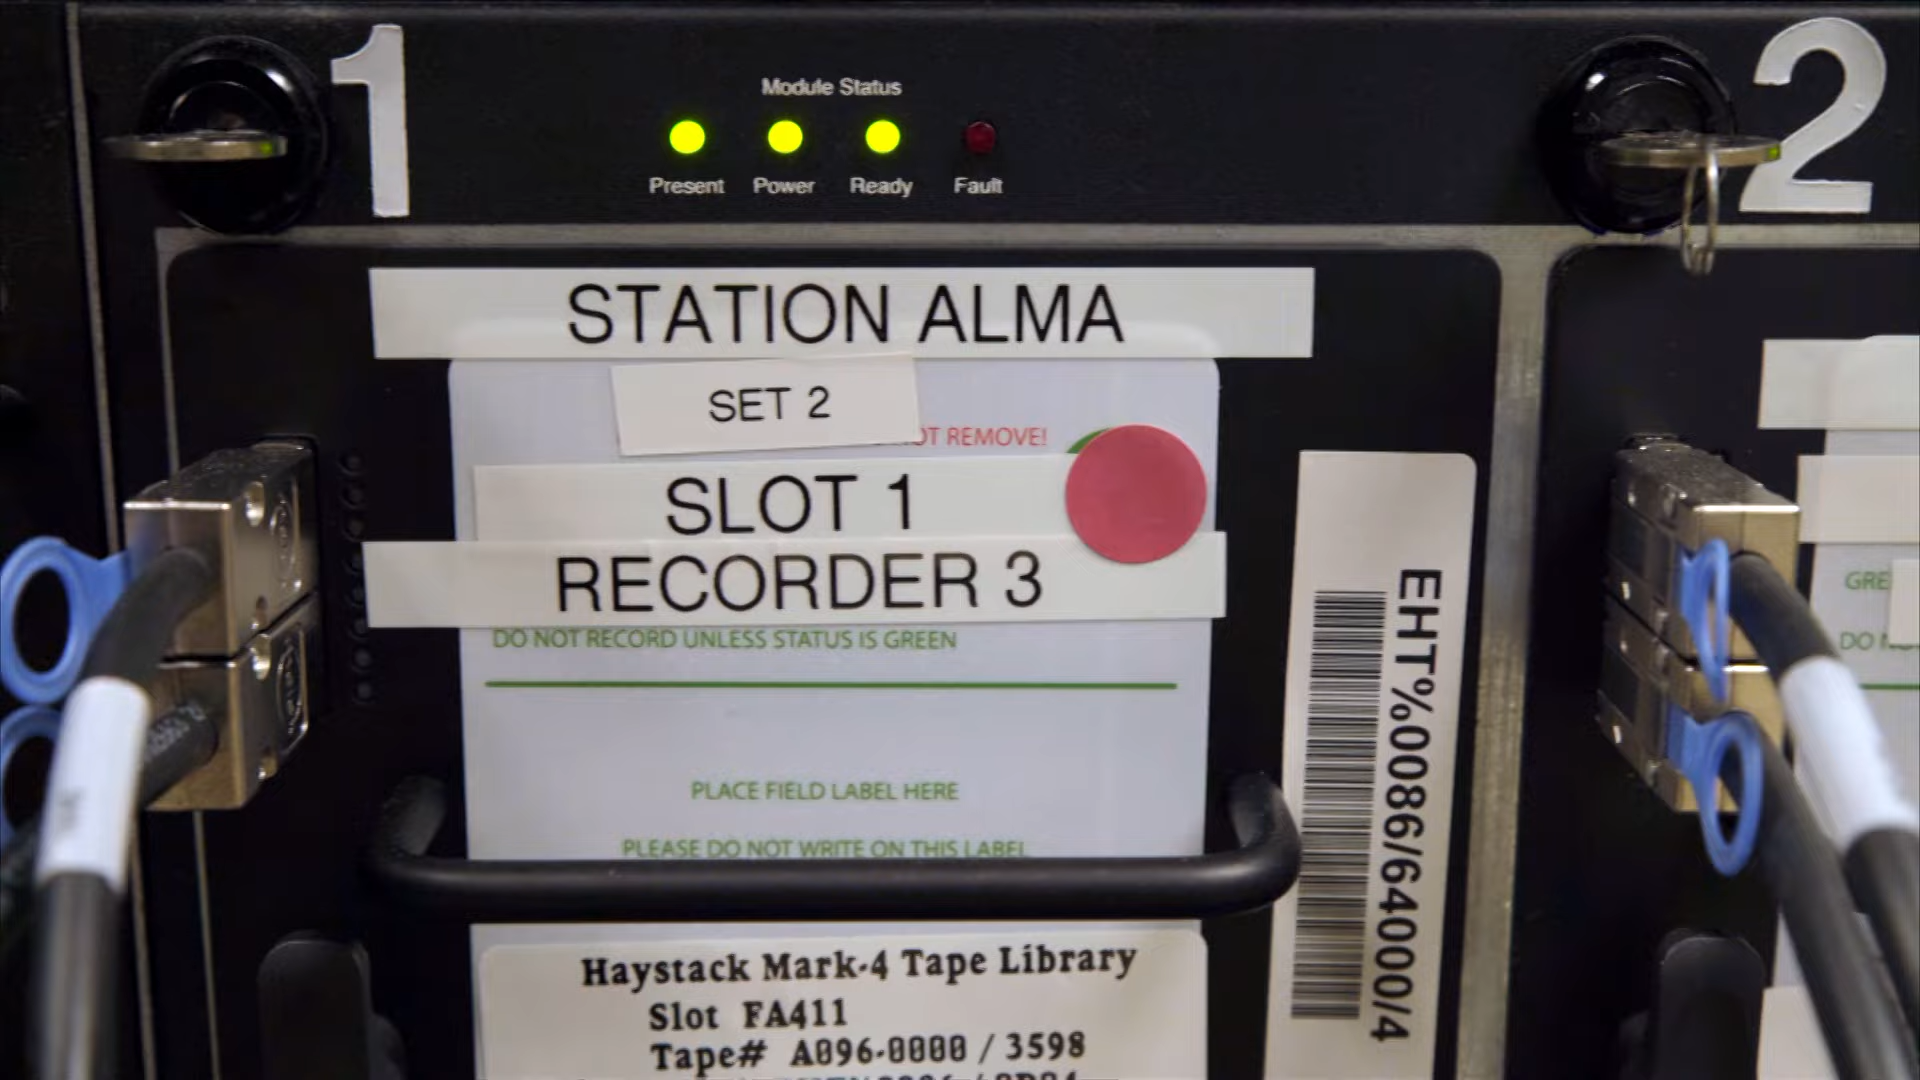 1
2
Module Status
Present Power Ready Fault
STATION ALMA
SET 2
OT REMOVE!
SLOT 1
RECORDER 3
DO NOT RECORD UNLESS STATUS IS GREEN
PLACE FIELD LABEL HERE
PLEASE DO NOT WRITE ON THIS LABEL
EHT%0086/64000/4
Haystack Mark-4 Tape Library
Slot FA411
Tape# A096-0000 / 3598
GRE
DO N